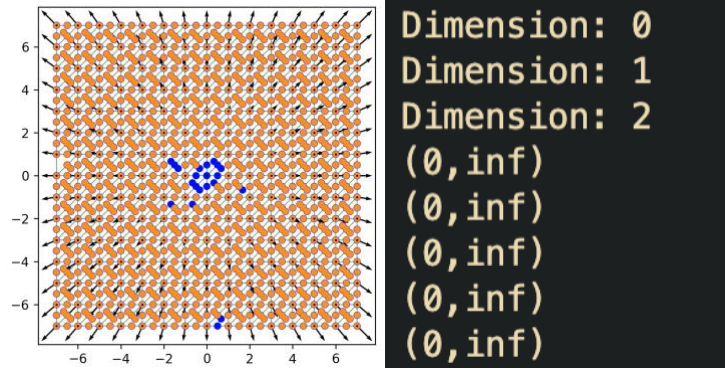 6
4
2
0
−2
−4
−6
−6 −4 −2 0 2 4 6
Dimension: 0
Dimension: 1
Dimension: 2
(0,inf)
(0,inf)
(0,inf)
(0,inf)
(0,inf)